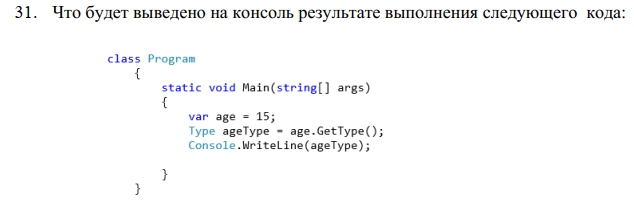 31. Что будет выведено на консоль результате выполнения следующего кода:
class Program
{
static void Main(string[] args)
{
var age = 15;
Type ageType = age.GetType();
Console.WriteLine(ageType);
}
}